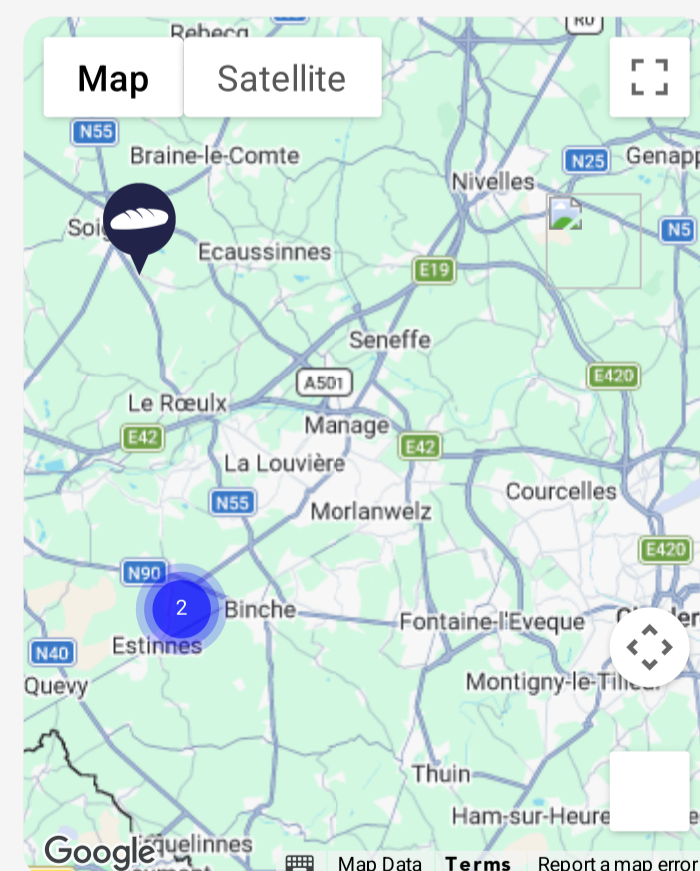 Rebecq
R0
Map
Satellite
N55
Braine-le-Comte
N25
Genapp
Nivelles
Soig
N5
Ecaussinnes
E19
Seneffe
E420
A501
Le Rœulx
Manage
E42
E42
La Louvière
Courcelles
N55
Morlanwelz
E420
N90
2
Binche
Fontaine-l'Eveque
Estinnes
N40
Quevy
Montigny-le-Tilleul
Thuin
Ham-sur-Heure
quelinnes
Google
Map Data
Terms
Report a map error